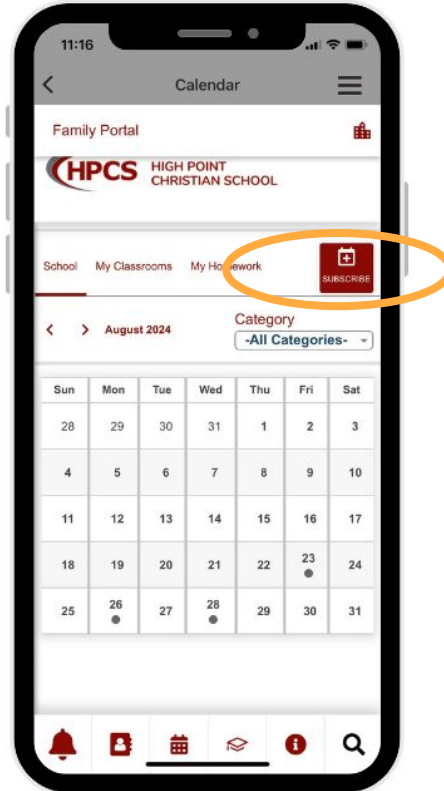 11:16
Calendar
Family Portal
HPCS HIGH POINT
CHRISTIAN SCHOOL
School My Classrooms My Homework SUBSCRIBE
August 2024
Category
-All Categories-
Sun Mon Tue Wed Thu Fri Sat
28 29 30 31 1 2 3
4 5 6 7 8 9 10
11 12 13 14 15 16 17
18 19 20 21 22 23 24
25 26 27 28 29 30 31